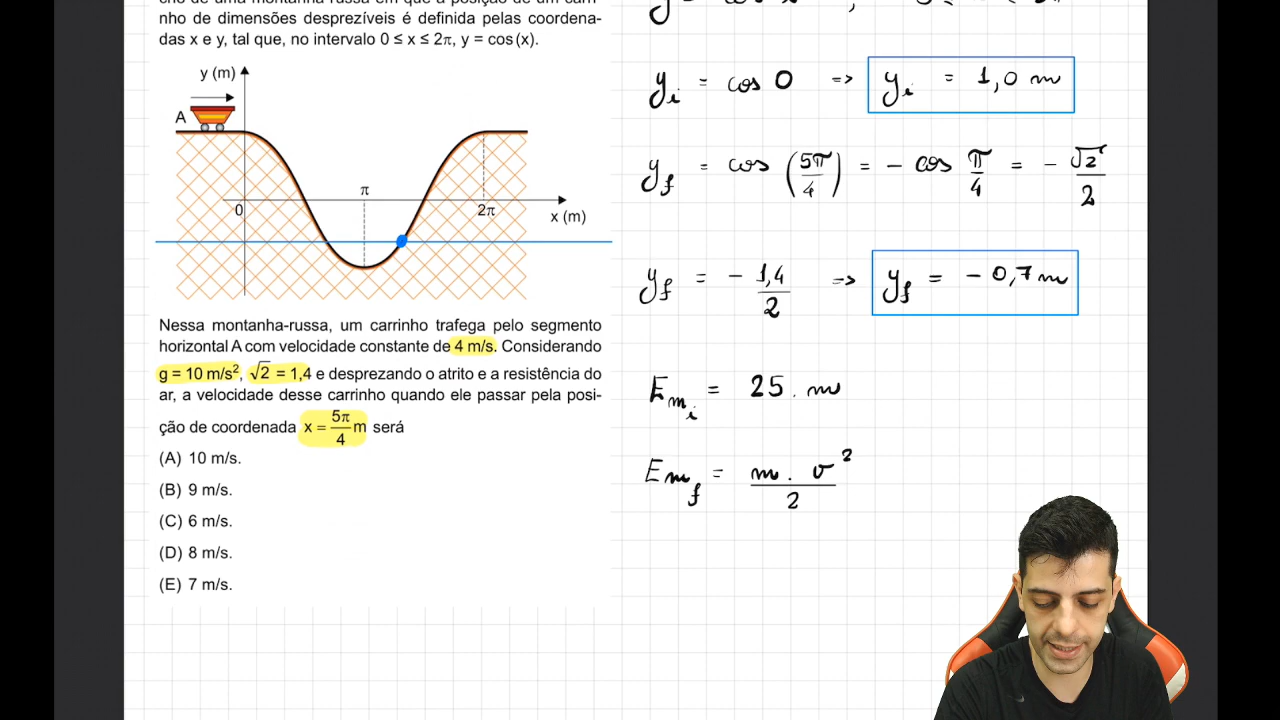 nho de dimensões desprezíveis é definida pelas coordena-
das x e y, tal que, no intervalo 0 ≤ x ≤ 2π, y = cos (x).
y (m)
A
π
0
2π
x (m)
Nessa montanha-russa, um carrinho trafega pelo segmento
horizontal A com velocidade constante de 4 m/s. Considerando
g = 10 m/s², √2 = 1,4 e desprezando o atrito e a resistência do
ar, a velocidade desse carrinho quando ele passar pela posi-
ção de coordenada x = 5π/4 m será
(A) 10 m/s.
(B) 9 m/s.
(C) 6 m/s.
(D) 8 m/s.
(E) 7 m/s.
yi = cos 0 => yi = 1,0 m
yf = cos (5π/4) = - cos π/4 = - √2/2
yf = - 1,4/2 => yf = - 0,7 m
Emi = 25 . m
Emf = m . v²/2